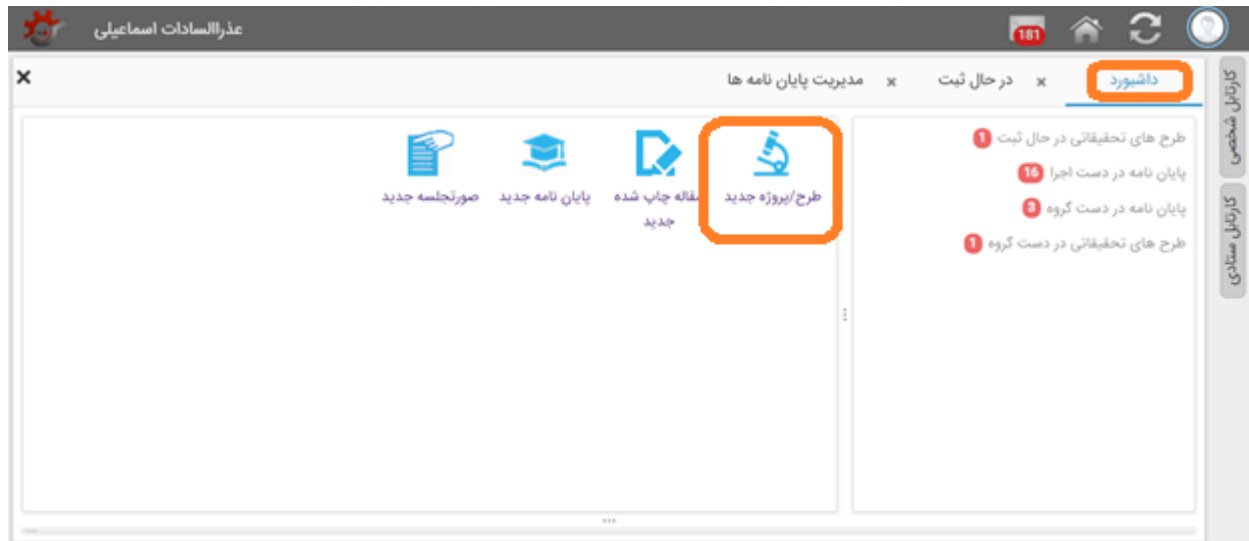 عذراالسادات اسماعیلی
181
داشبورد
در حال ثبت
مدیریت پایان نامه ها
کارتابل شخصی
کارتابل ستادی
طرح های تحقیقاتی در حال ثبت 1
پایان نامه در دست اجرا 16
پایان نامه در دست گروه 3
طرح های تحقیقاتی در دست گروه 1
طرح/پروژه جدید
مقاله چاپ شده
جدید
پایان نامه جدید
صورتجلسه جدید